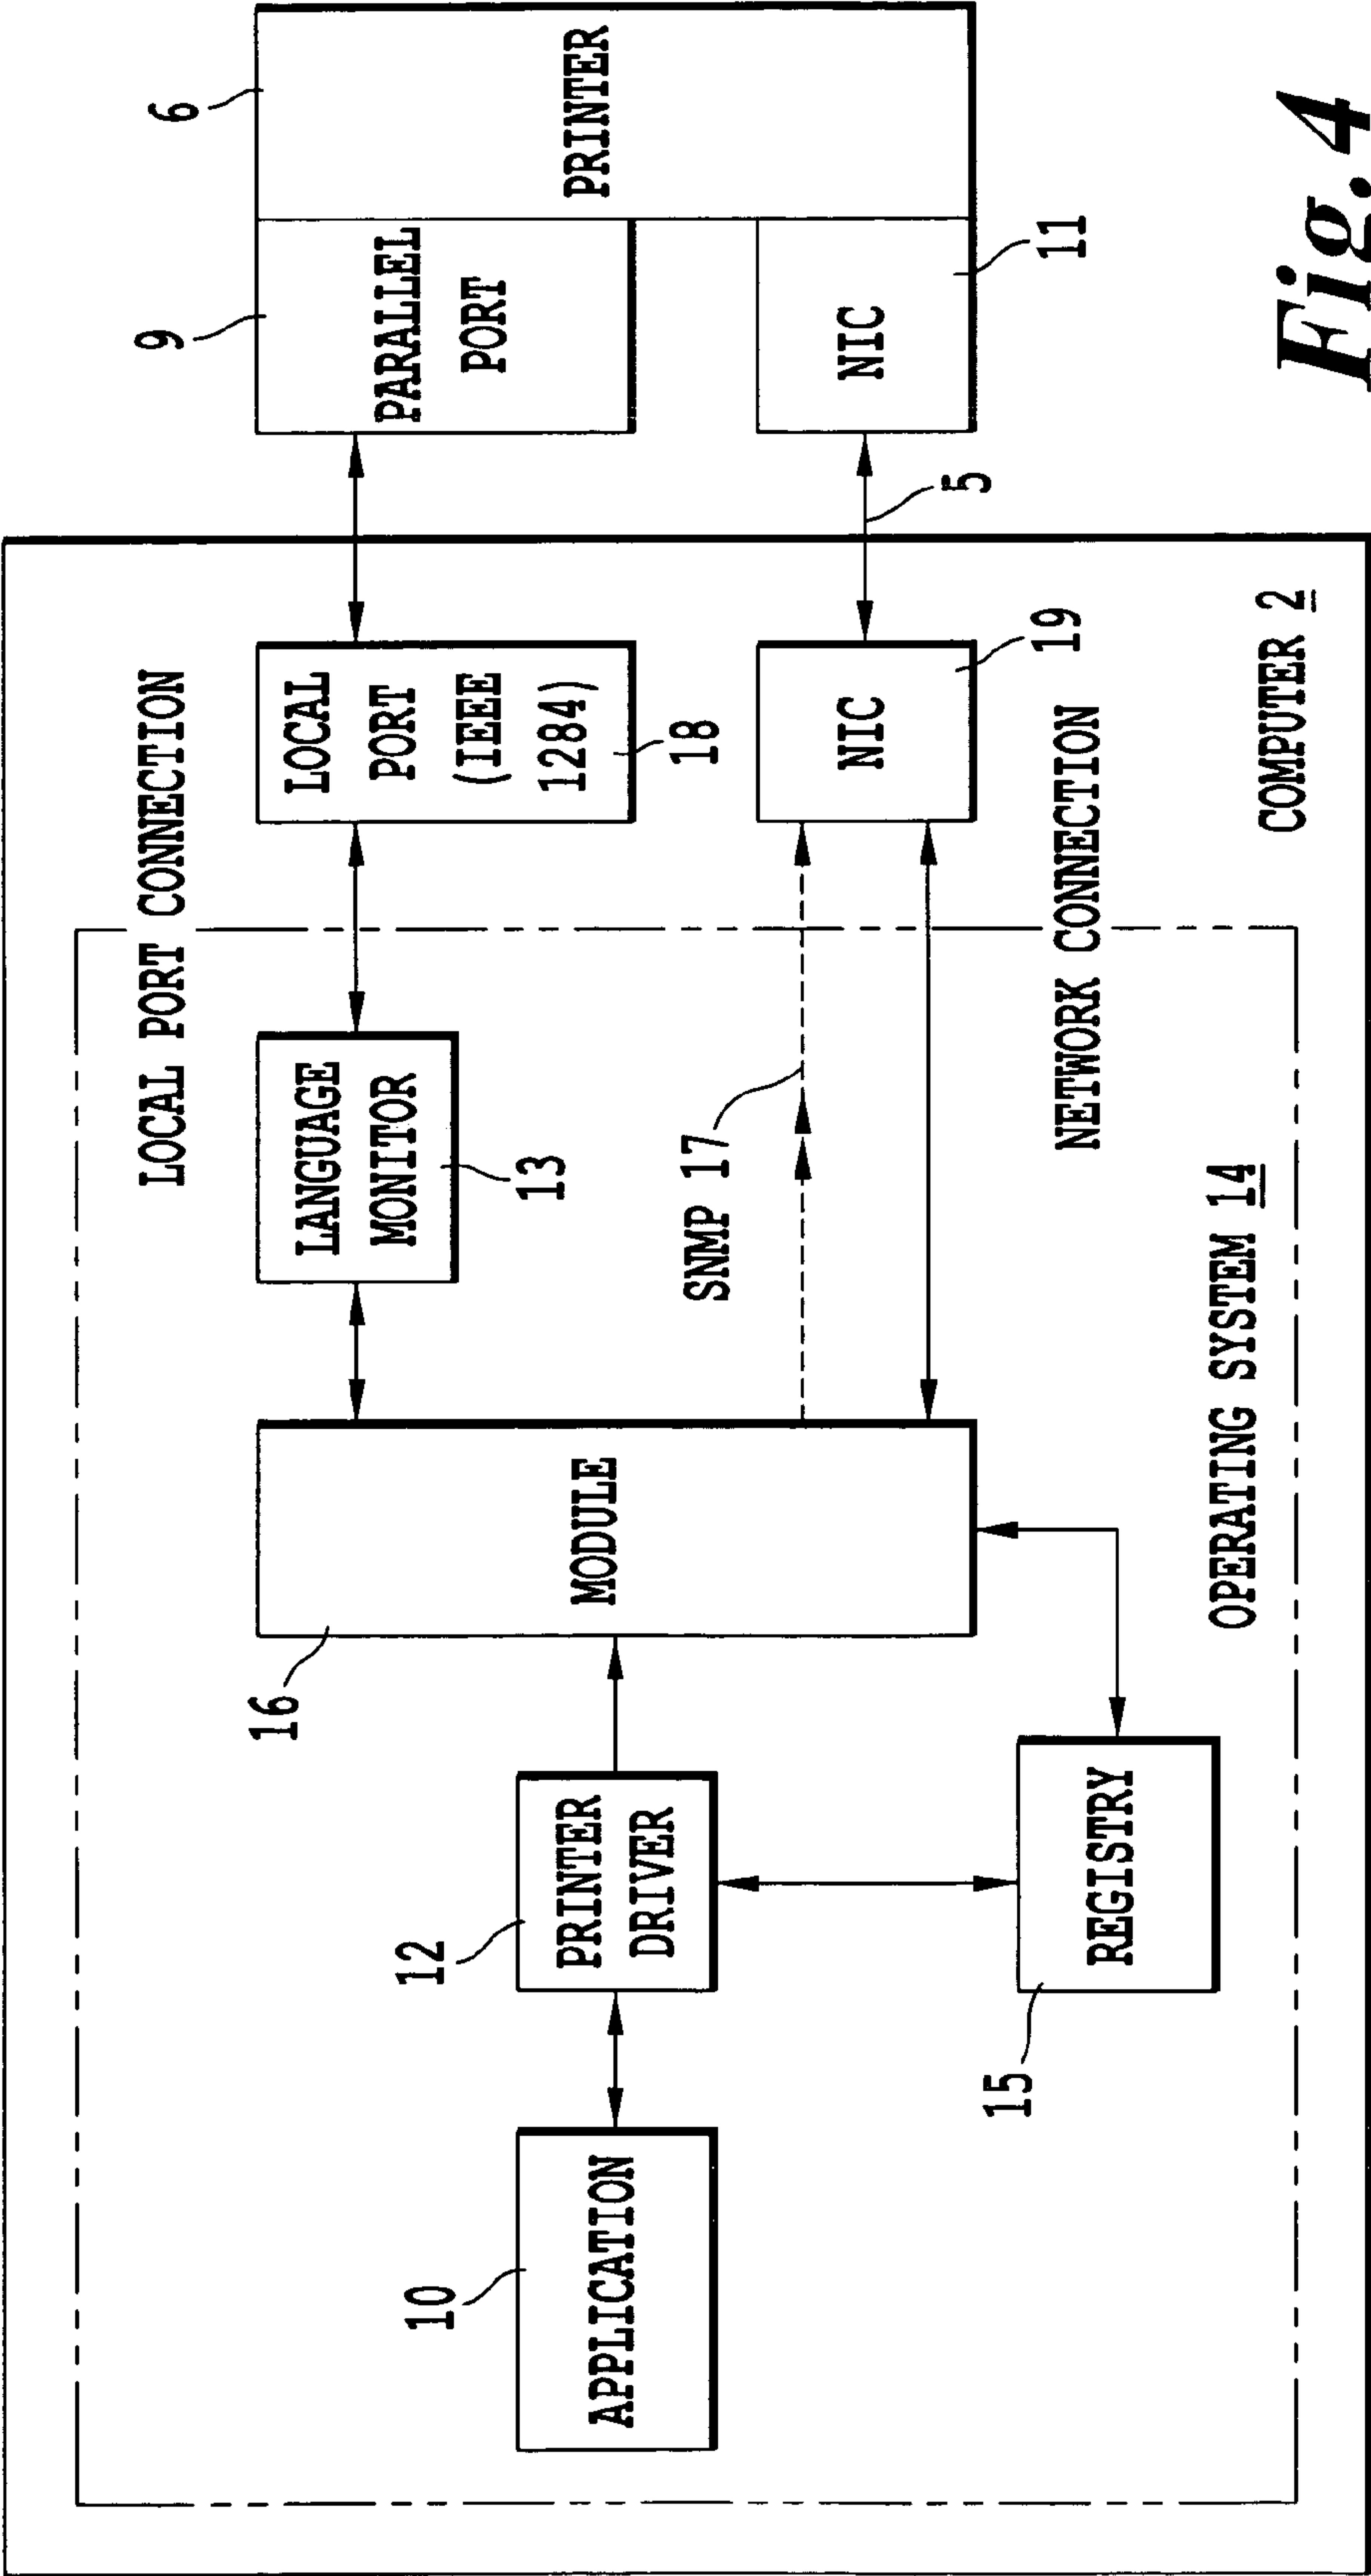 LOCAL PORT CONNECTION
9
6
16
LANGUAGE
MONITOR
13
LOCAL
PORT
(IEEE
1284)
18
PARALLEL
PORT
PRINTER
10
APPLICATION
12
PRINTER
DRIVER
MODULE
SNMP 17
NIC
19
5
NIC
11
15
REGISTRY
NETWORK CONNECTION
OPERATING SYSTEM 14
COMPUTER 2
Fig. 4